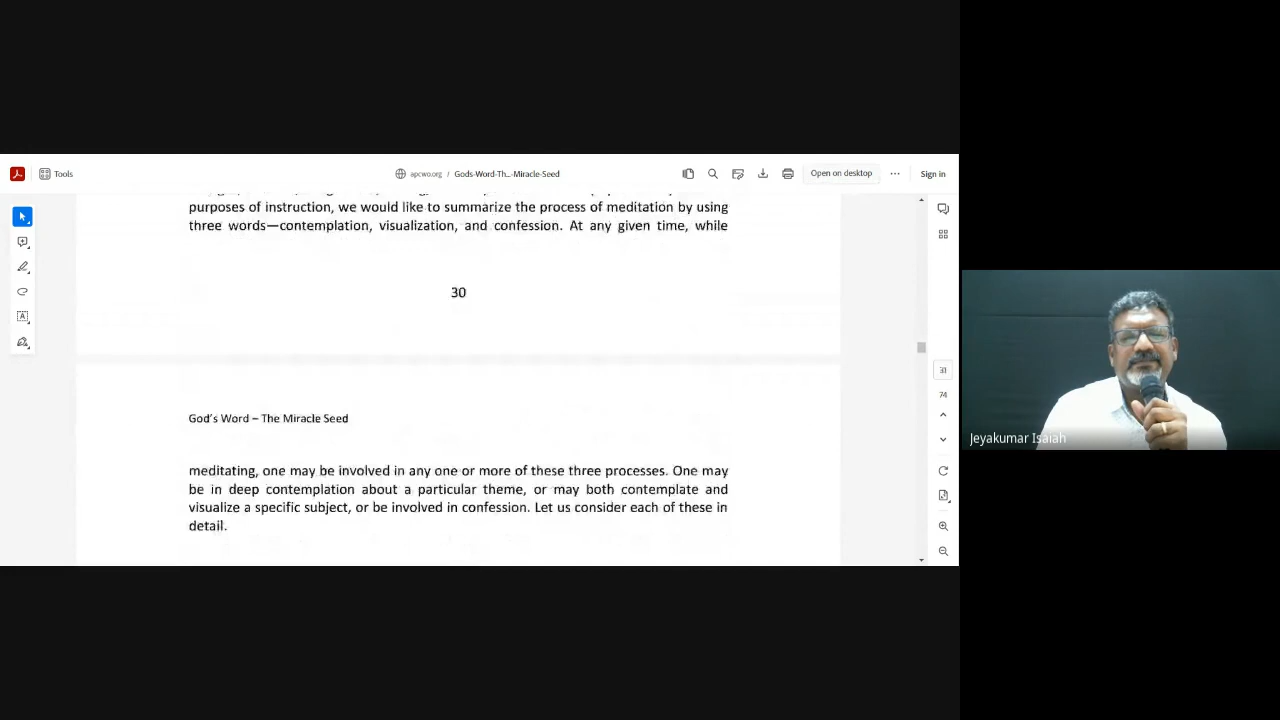 Tools
apcwo.org / Gods-Word-Th...-Miracle-Seed
Open on desktop
Sign in
purposes of instruction, we would like to summarize the process of meditation by using
three words—contemplation, visualization, and confession. At any given time, while
30
God's Word – The Miracle Seed
meditating, one may be involved in any one or more of these three processes. One may
be in deep contemplation about a particular theme, or may both contemplate and
visualize a specific subject, or be involved in confession. Let us consider each of these in
detail.
31
74
Jeyakumar Isaiah